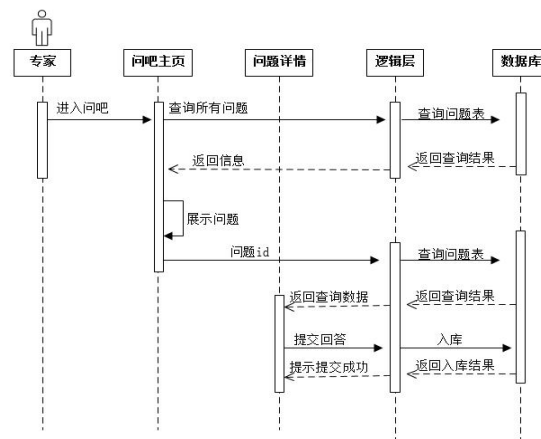 专家
问吧主页
问题详情
逻辑层
数据库
进入问吧
查询所有问题
查询问题表
返回信息
返回查询结果
展示问题
问题id
查询问题表
返回查询数据
返回查询结果
提交回答
入库
提示提交成功
返回入库结果